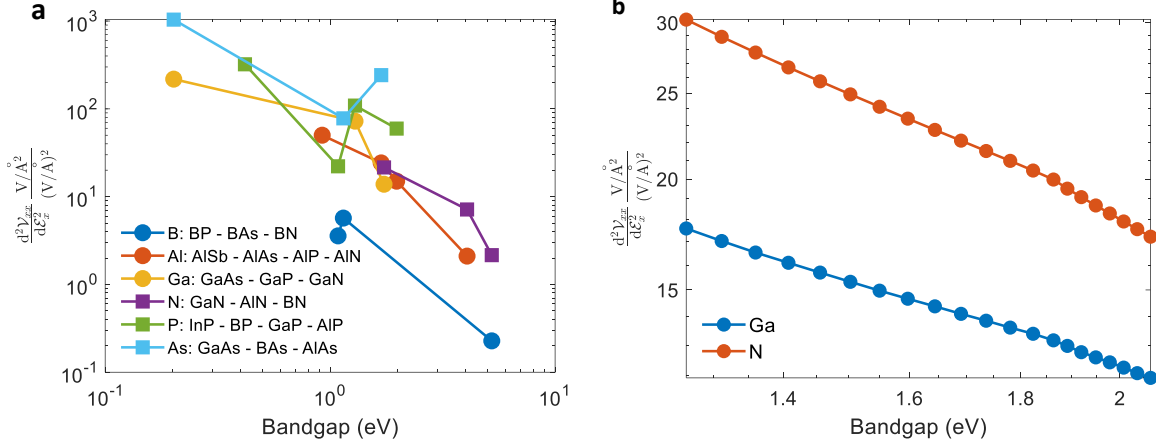 a
10^3
10^2
10^1
10^0
10^-1
10^-1
10^0
10^1
Bandgap (eV)
d²𝒱_xx/dℰ_x² V/Å²/(V/Å)²
B: BP - BAs - BN
Al: AlSb - AlAs - AlP - AlN
Ga: GaAs - GaP - GaN
N: GaN - AlN - BN
P: InP - BP - GaP - AlP
As: GaAs - BAs - AlAs
b
30
25
20
15
1.4
1.6
1.8
2
Bandgap (eV)
d²𝒱_xx/dℰ_x² V/Å²/(V/Å)²
Ga
N